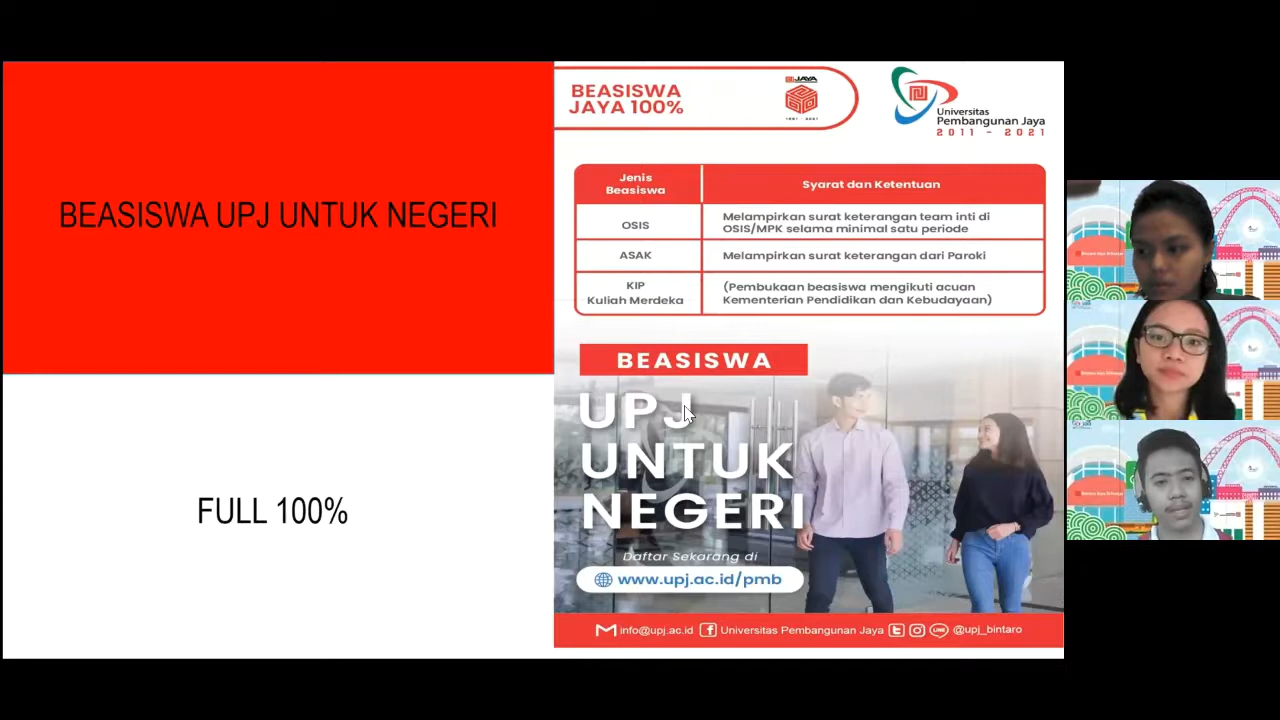 BEASISWA UPJ UNTUK NEGERI
FULL 100%
BEASISWA
JAYA 100%
JAYA
Universitas
Pembangunan Jaya
2011 - 2021
Jenis
Beasiswa
Syarat dan Ketentuan
OSIS
Melampirkan surat keterangan team inti di
OSIS/MPK selama minimal satu periode
ASAK
Melampirkan surat keterangan dari Paroki
KIP
Kuliah Merdeka
(Pembukaan beasiswa mengikuti acuan
Kementerian Pendidikan dan Kebudayaan)
BEASISWA
UPJ
UNTUK
NEGERI
Daftar Sekarang di
www.upj.ac.id/pmb
info@upj.ac.id Universitas Pembangunan Jaya LINE @upj_bintaro